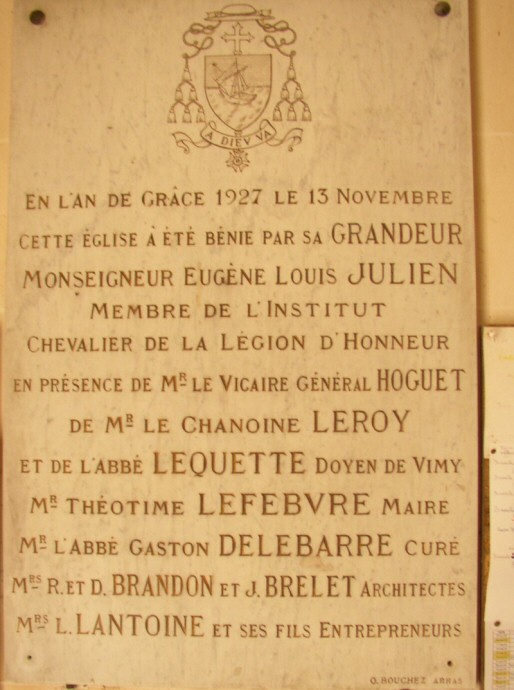 A DIEV VA
EN L'AN DE GRÂCE 1927 LE 13 NOVEMBRE
CETTE ÉGLISE À ÉTÉ BÉNIE PAR SA GRANDEUR
MONSEIGNEUR EUGÈNE LOUIS JULIEN
MEMBRE DE L'INSTITUT
CHEVALIER DE LA LÉGION D'HONNEUR
EN PRÉSENCE DE MR LE VICAIRE GÉNÉRAL HOGUET
DE MR LE CHANOINE LEROY
ET DE L'ABBÉ LEQUETTE DOYEN DE VIMY
MR THÉOTIME LEFEBVRE MAIRE
MR L'ABBÉ GASTON DELEBARRE CURÉ
MRS R. ET D. BRANDON ET J. BRELET ARCHITECTES
MRS L. LANTOINE ET SES FILS ENTREPRENEURS
O. BOUCHEZ ARRAS